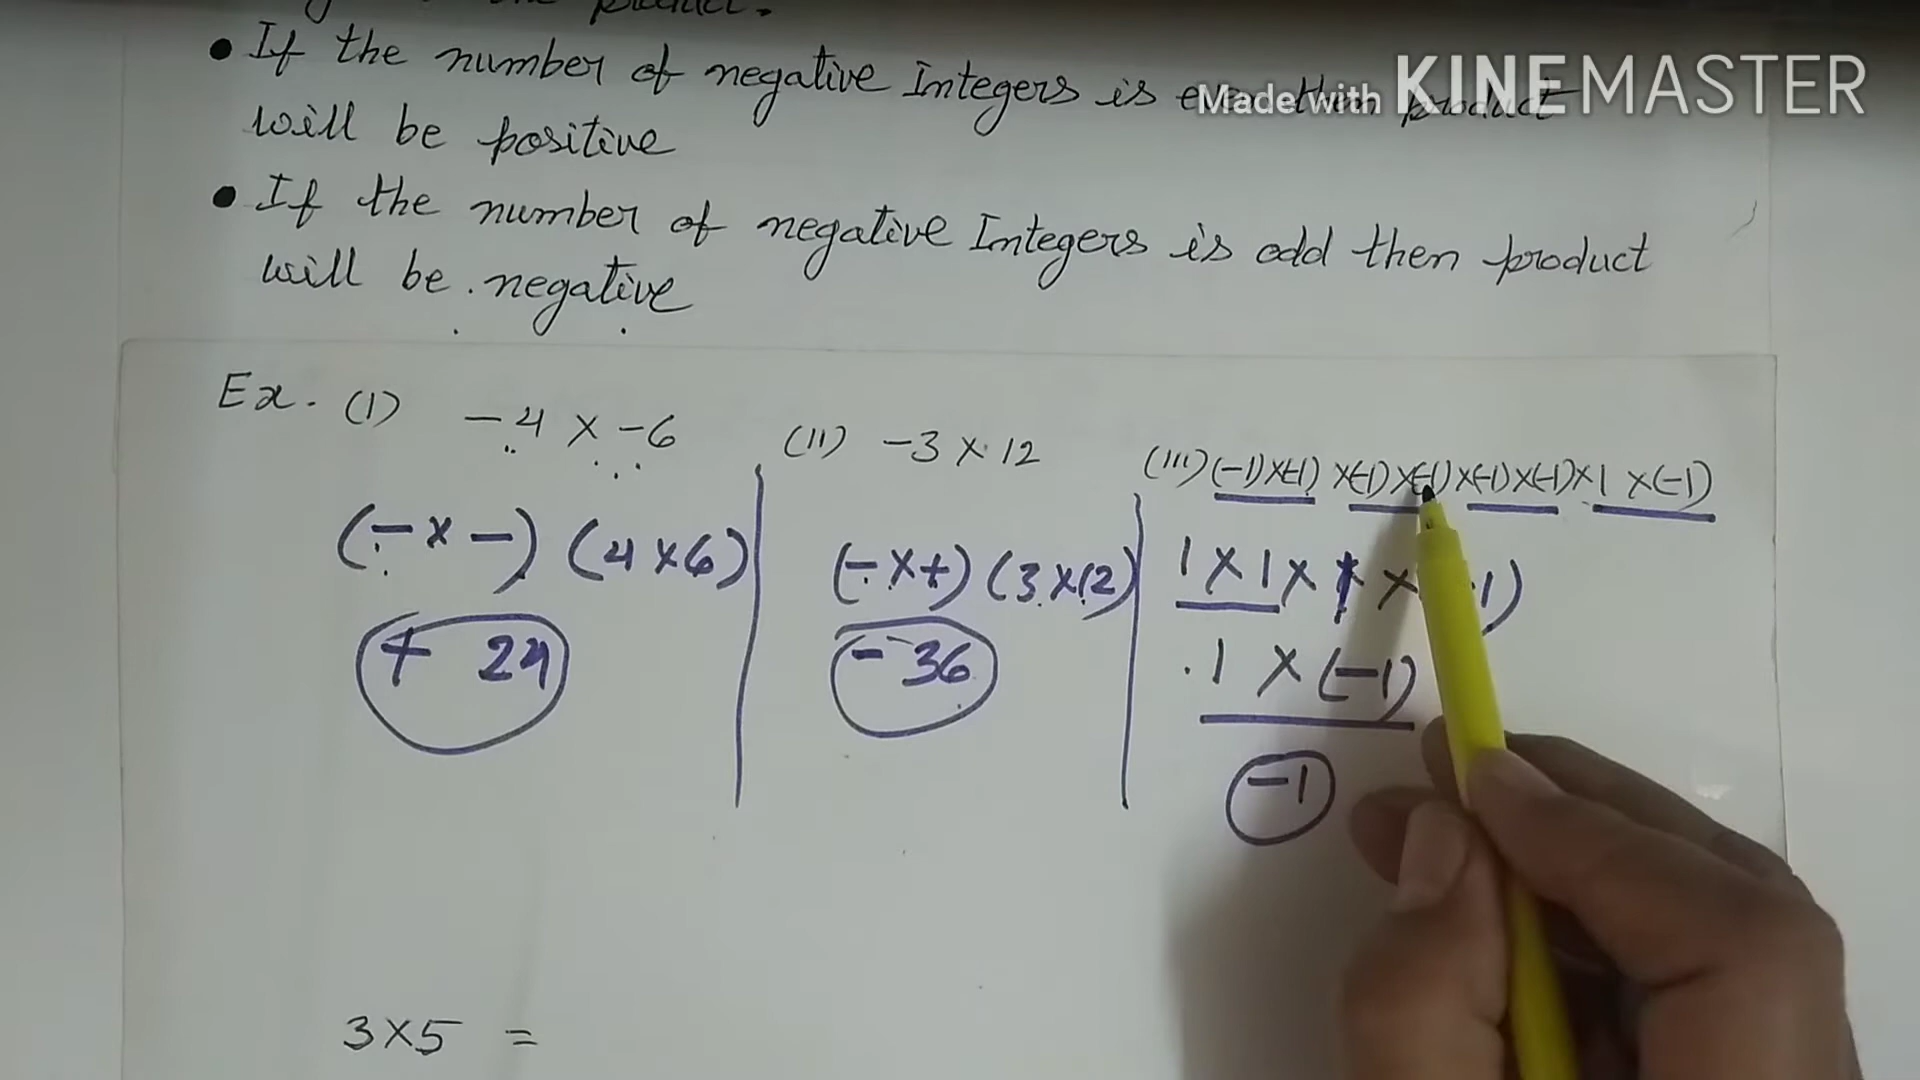 product.
• If the number of negative Integers is even then product
will be positive
• If the number of negative Integers is odd then product
will be negative
Made with KINEMASTER
Ex. (I) -4 × -6 (II) -3 × 12 (III) (-1)×(-1) ×(-1) ×(-1) ×(-1) ×(-1) ×1 ×(-1)
(- × -) (4 × 6) (- × +) (3 × 12) 1 × 1 × 1 × 1)
+ 24 - 36 1 × (-1)
-1
3 × 5 =